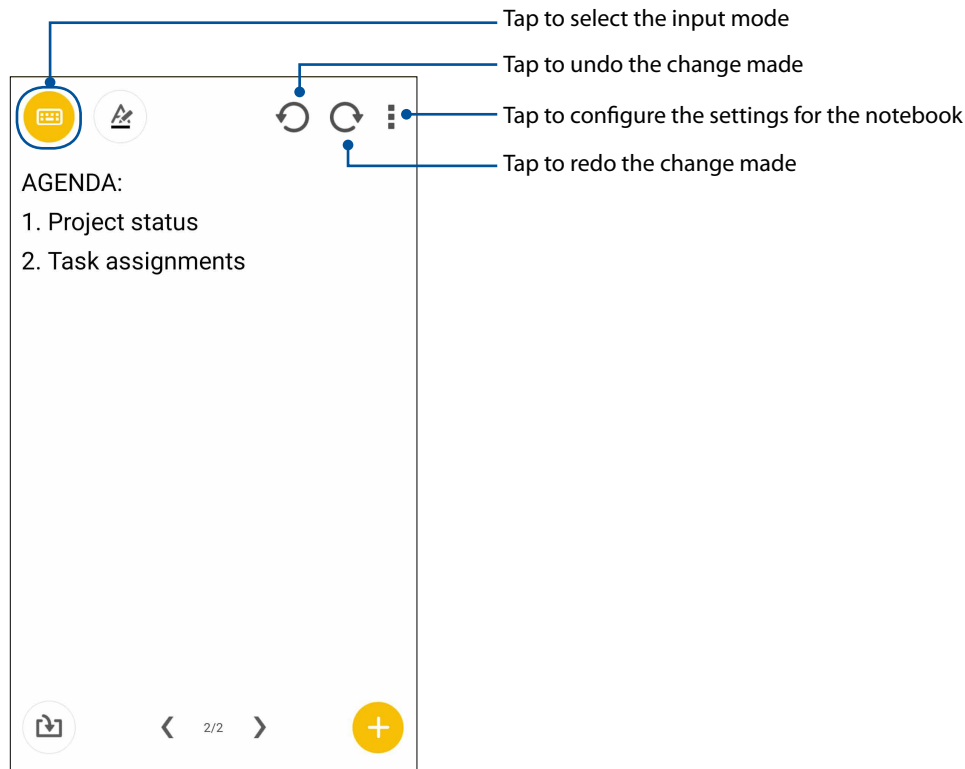 Tap to select the input mode
Tap to undo the change made
Tap to configure the settings for the notebook
Tap to redo the change made
AGENDA:
1. Project status
2. Task assignments
2/2